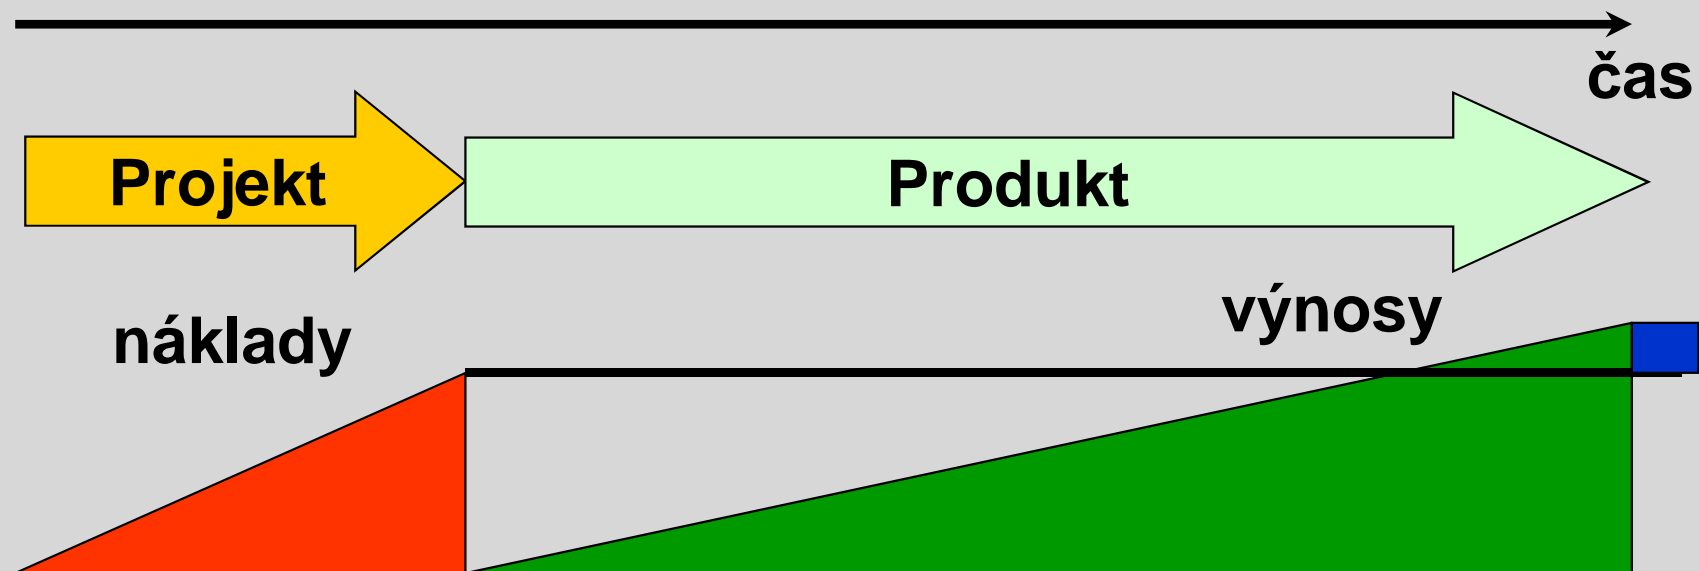 čas
Projekt
Produkt
výnosy
náklady